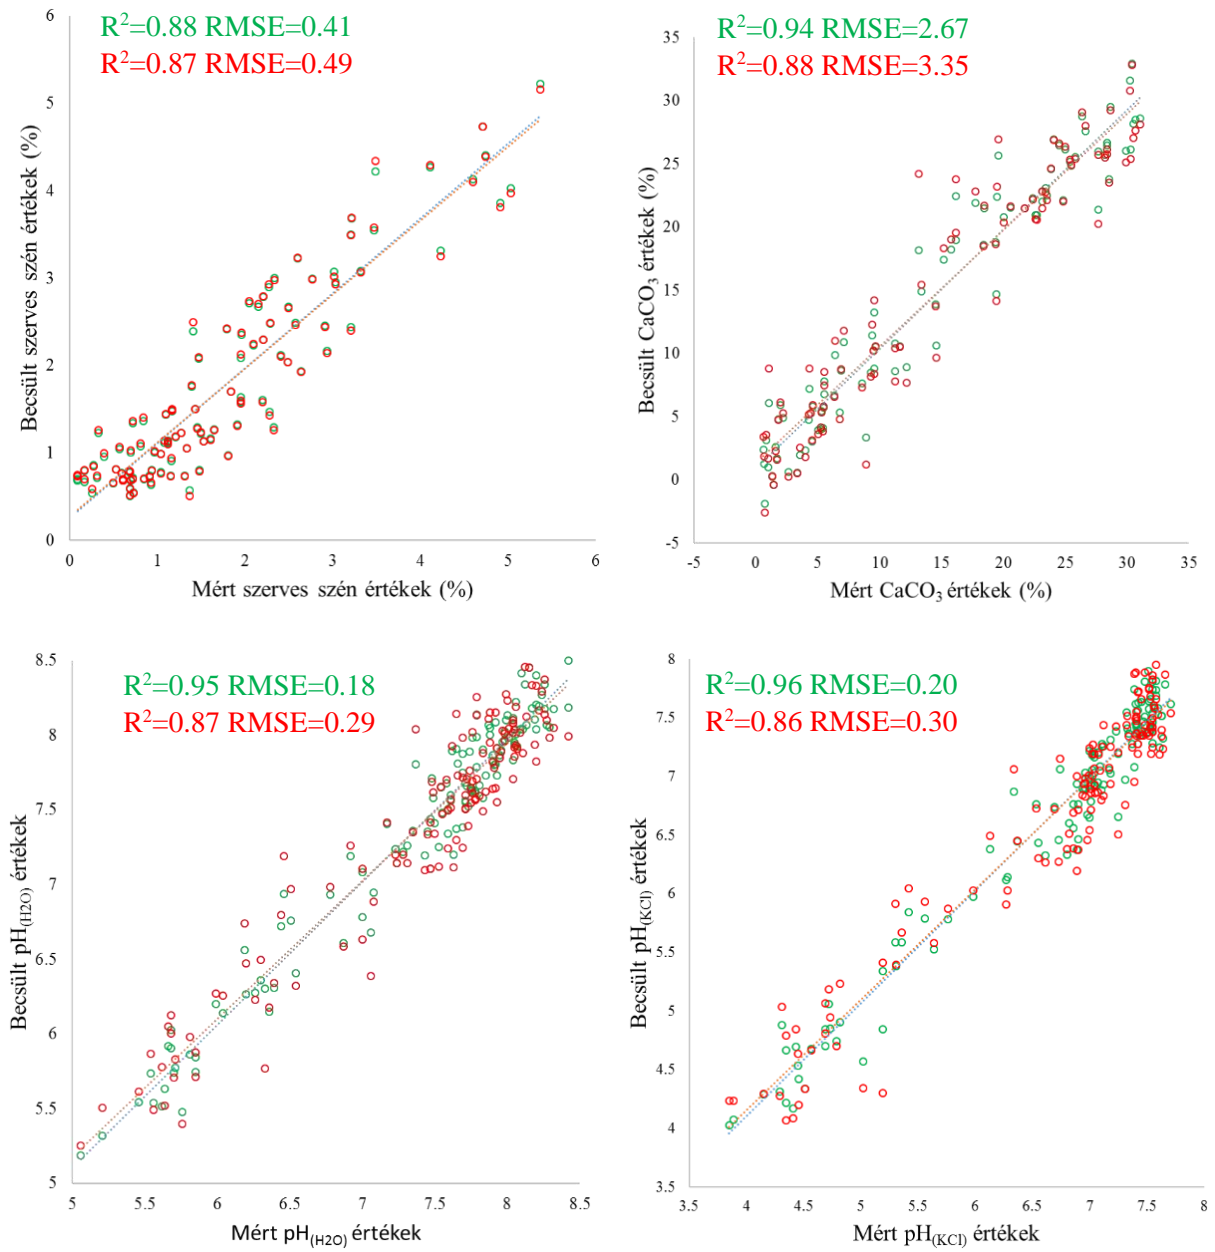 R²=0.88 RMSE=0.41
R²=0.87 RMSE=0.49
6
5
4
3
2
1
0
Becsült szerves szén értékek (%)
0 1 2 3 4 5 6
Mért szerves szén értékek (%)
R²=0.94 RMSE=2.67
R²=0.88 RMSE=3.35
35
30
25
20
15
10
5
0
-5
Becsült CaCO₃ értékek (%)
-5 0 5 10 15 20 25 30 35
Mért CaCO₃ értékek (%)
R²=0.95 RMSE=0.18
R²=0.87 RMSE=0.29
8.5
8
7.5
7
6.5
6
5.5
5
Becsült pH(H2O) értékek
5 5.5 6 6.5 7 7.5 8 8.5
Mért pH(H2O) értékek
R²=0.96 RMSE=0.20
R²=0.86 RMSE=0.30
8
7.5
7
6.5
6
5.5
5
4.5
4
3.5
Becsült pH(KCl) értékek
3.5 4 4.5 5 5.5 6 6.5 7 7.5 8
Mért pH(KCl) értékek